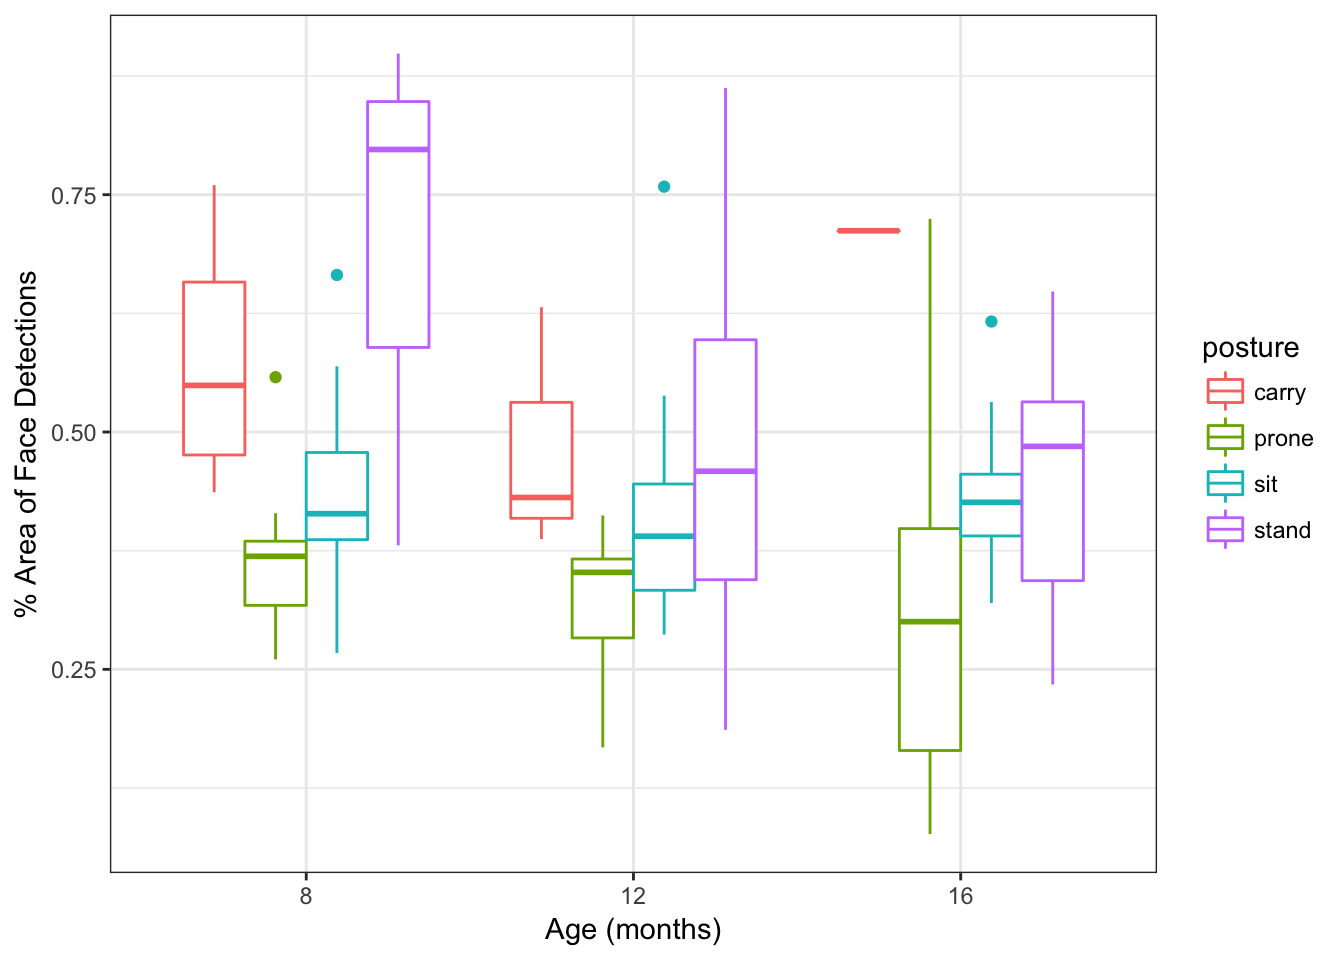 % Area of Face Detections
0.75
0.50
0.25
8
12
16
Age (months)
posture
carry
prone
sit
stand